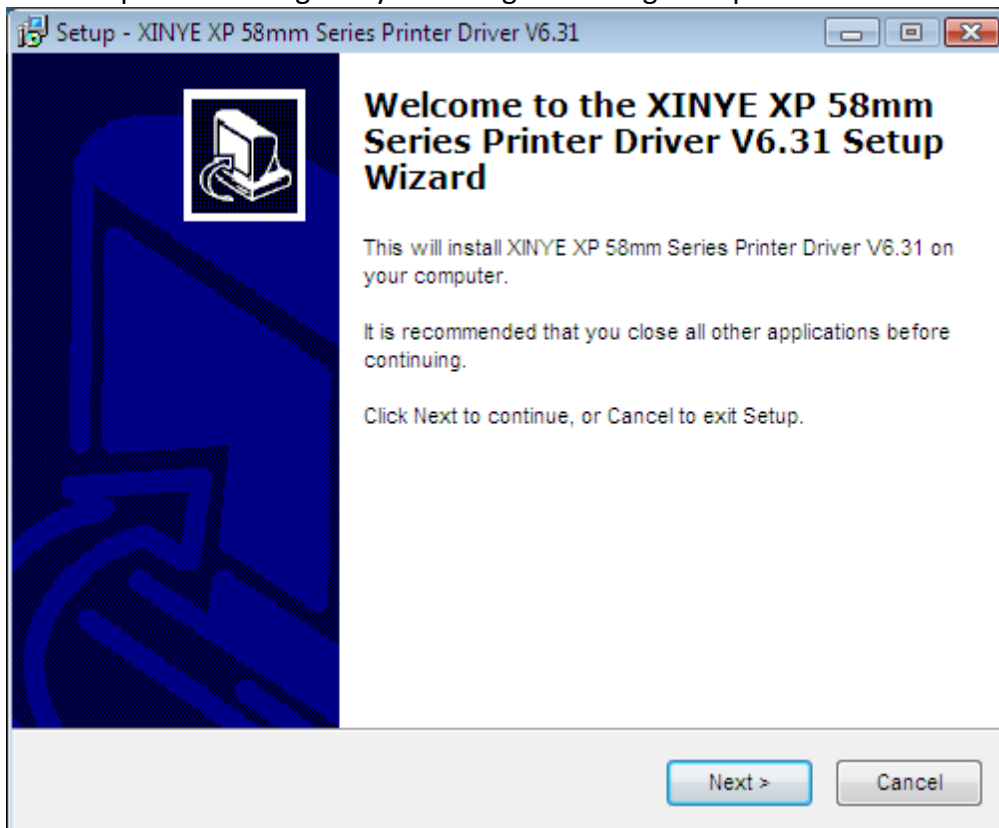 Setup - XINYE XP 58mm Series Printer Driver V6.31
Welcome to the XINYE XP 58mm
Series Printer Driver V6.31 Setup
Wizard
This will install XINYE XP 58mm Series Printer Driver V6.31 on
your computer.
It is recommended that you close all other applications before
continuing.
Click Next to continue, or Cancel to exit Setup.
Next >
Cancel